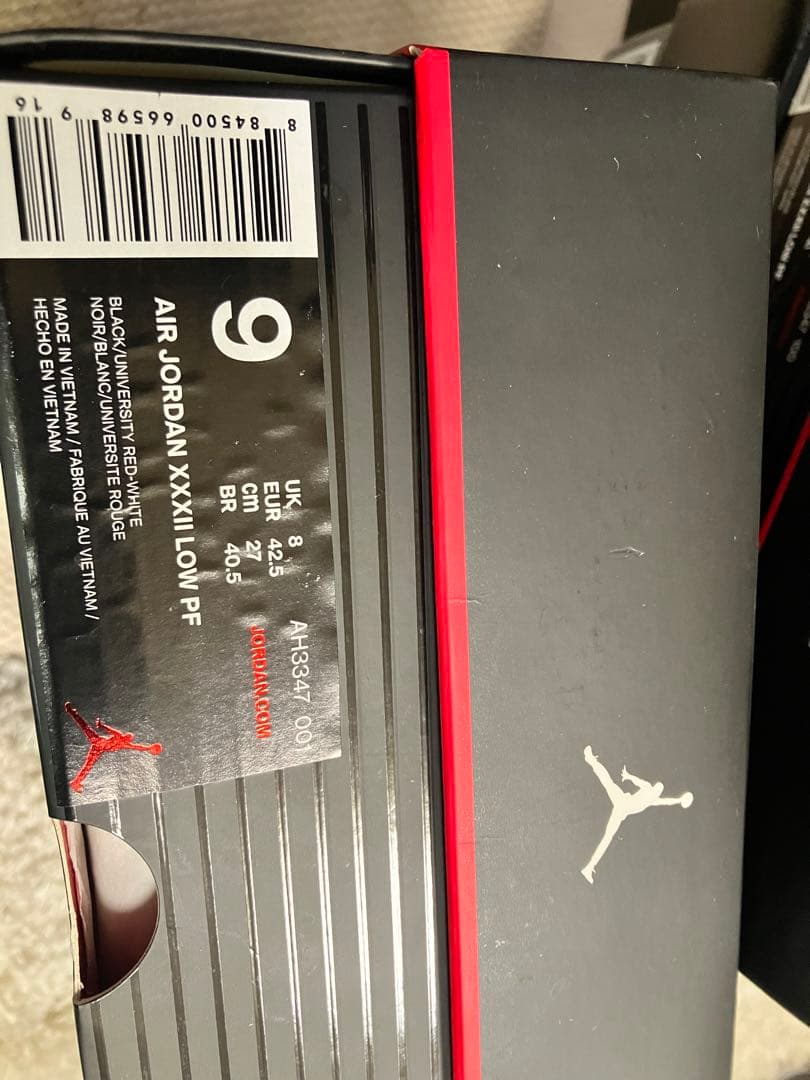 8 84500 66598 9 16
9
UK 8
EUR 42.5
cm 27
BR 40.5
AH3347 001
JORDAN.COM
AIR JORDAN XXXII LOW PF
BLACK/UNIVERSITY RED-WHITE
NOIR/BLANC/UNIVERSITE ROUGE
MADE IN VIETNAM / FABRIQUE AU VIETNAM /
HECHO EN VIETNAM